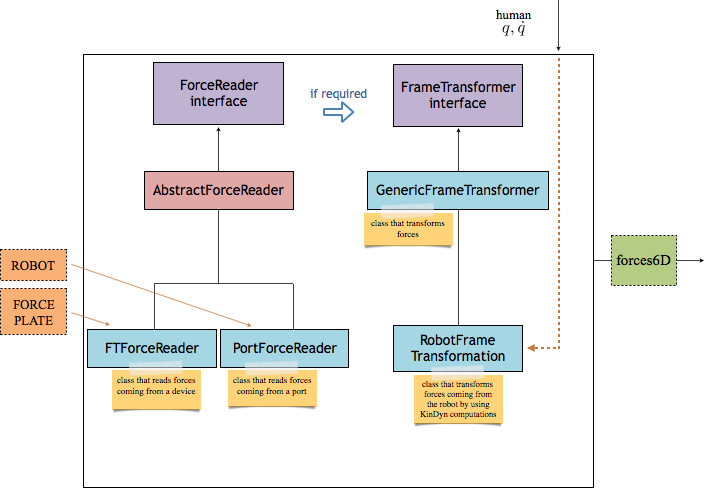 human
q, q̇
ForceReader
interface
if required
FrameTransformer
interface
AbstractForceReader
GenericFrameTransformer
class that transforms
forces
ROBOT
FORCE
PLATE
forces6D
FTForceReader
PortForceReader
RobotFrame
Transformation
class that reads forces
coming from a device
class that reads forces
coming from a port
class that transforms
forces coming from
the robot by using
KinDyn computations